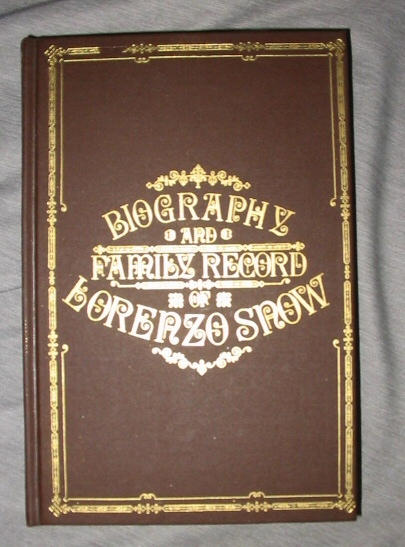 BIOGRAPHY
AND
FAMILY RECORD
OF
LORENZO SNOW